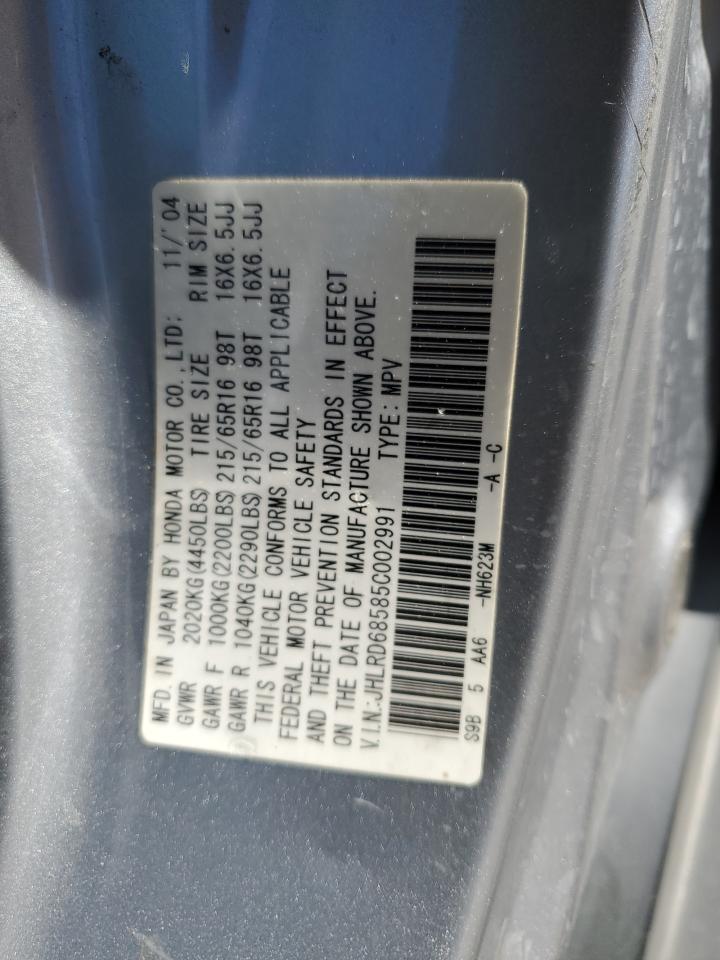 MFD. IN JAPAN BY HONDA MOTOR CO.,LTD: 11/'04
GVWR 2020KG(4450LBS) TIRE SIZE RIM SIZE
GAWR F 1000KG(2200LBS) 215/65R16 98T 16X6.5JJ
GAWR R 1040KG(2290LBS) 215/65R16 98T 16X6.5JJ
THIS VEHICLE CONFORMS TO ALL APPLICABLE
FEDERAL MOTOR VEHICLE SAFETY
AND THEFT PREVENTION STANDARDS IN EFFECT
ON THE DATE OF MANUFACTURE SHOWN ABOVE.
V.I.N.:JHLRD68585C002991 TYPE: MPV
S9B 5 AA6 -NH623M -A -C